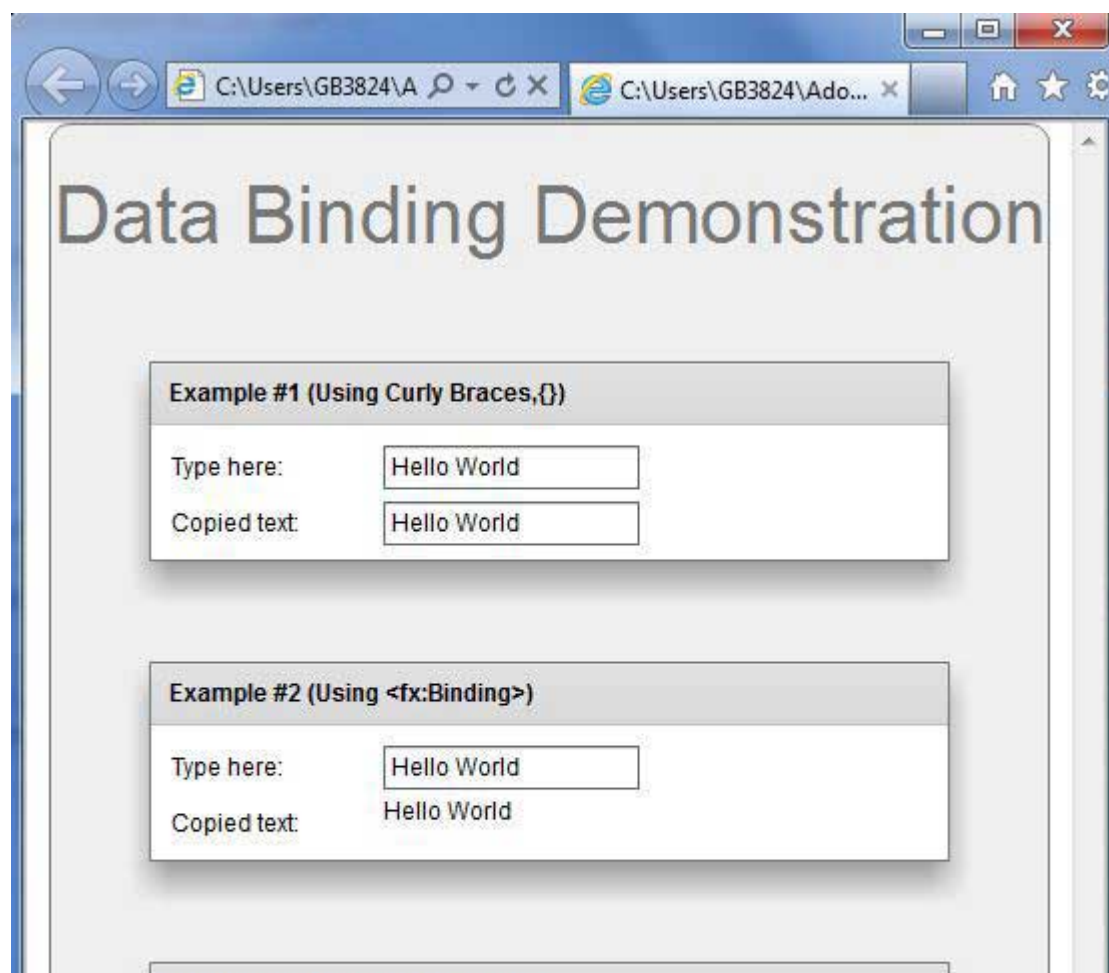 C:\Users\GB3824\A
C:\Users\GB3824\Ado...
Data Binding Demonstration
Example #1 (Using Curly Braces,{})
Type here:
Hello World
Copied text:
Hello World
Example #2 (Using <fx:Binding>)
Type here:
Hello World
Copied text:
Hello World